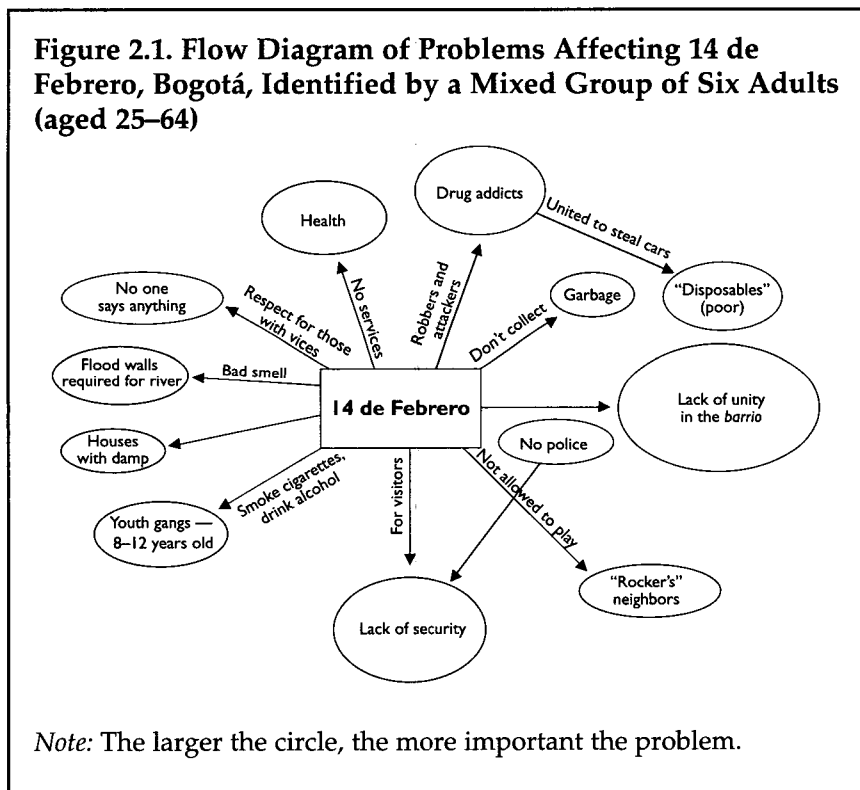 Figure 2.1. Flow Diagram of Problems Affecting 14 de
Febrero, Bogotá, Identified by a Mixed Group of Six Adults
(aged 25–64)
Drug addicts
Health
United to steal cars
No one
says anything
Respect for those
with vices
No services
Robbers and
attackers
Don't collect
Garbage
"Disposables"
(poor)
Flood walls
required for river
Bad smell
14 de Febrero
Lack of unity
in the barrio
Houses
with damp
No police
Smoke cigarettes,
drink alcohol
For visitors
Not allowed to play
Youth gangs —
8–12 years old
"Rocker's"
neighbors
Lack of security
Note: The larger the circle, the more important the problem.